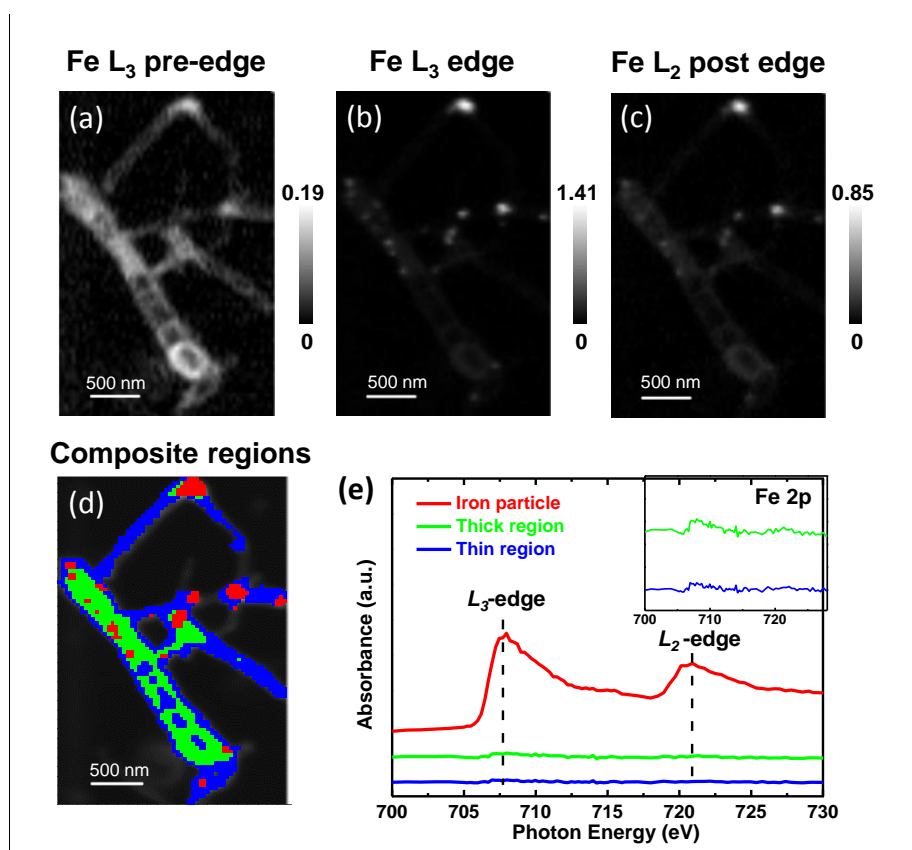 Fe L3 pre-edge
Fe L3 edge
Fe L2 post edge
(a)
(b)
(c)
0.19
1.41
0.85
0
0
0
500 nm
500 nm
500 nm
Composite regions
(d)
500 nm
(e)
Iron particle
Thick region
Thin region
Fe 2p
700 710 720
L3-edge
L2-edge
Absorbance (a.u.)
700 705 710 715 720 725 730
Photon Energy (eV)